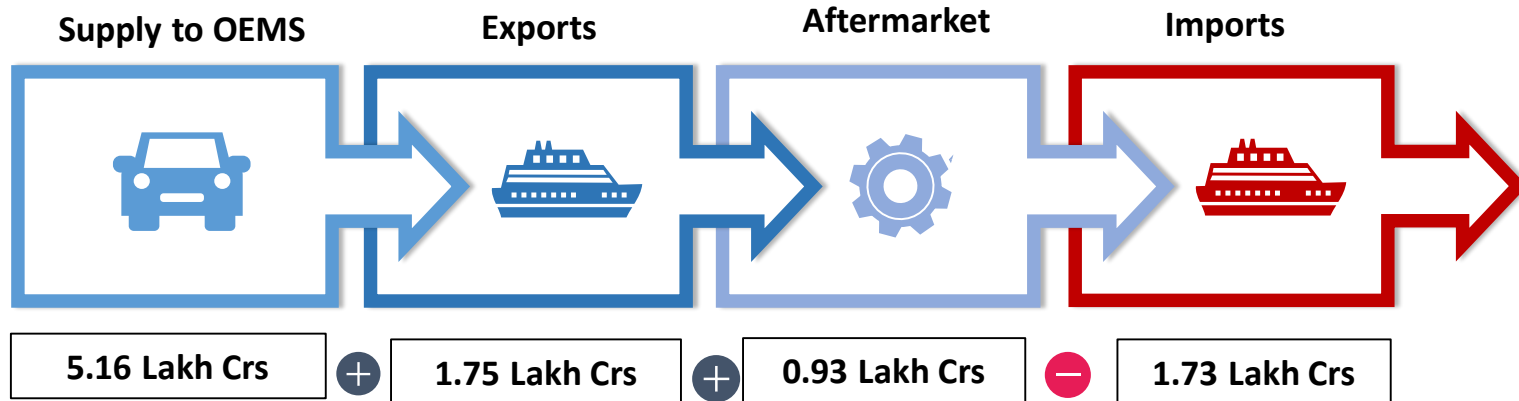 Supply to OEMS
Exports
Aftermarket
Imports
5.16 Lakh Crs
+
1.75 Lakh Crs
+
0.93 Lakh Crs
−
1.73 Lakh Crs